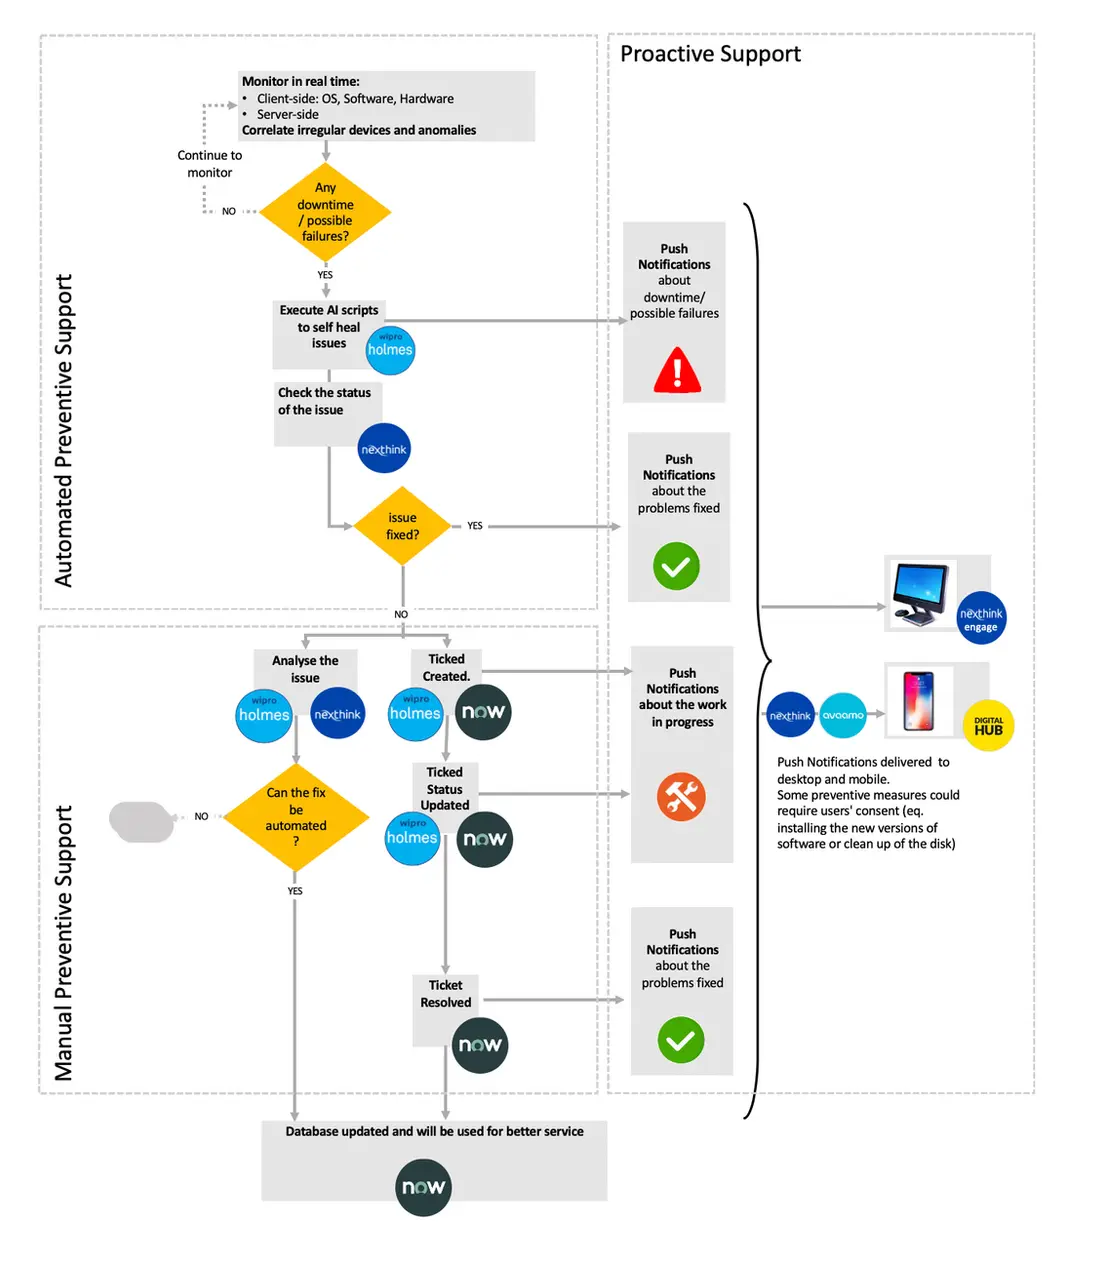 Proactive Support
Automated Preventive Support
Monitor in real time:
• Client-side: OS, Software, Hardware
• Server-side
Correlate irregular devices and anomalies
Continue to
monitor
NO
Any
downtime
/ possible
failures?
YES
Execute AI scripts
to self heal
issues
wipro
holmes
Check the status
of the issue
nexthink
issue
fixed?
YES
NO
Push
Notifications
about
downtime/
possible failures
Push
Notifications
about the
problems fixed
Manual Preventive Support
Analyse the
issue
wipro
holmes
nexthink
Ticked
Created.
wipro
holmes
now
Ticked
Status
Updated
wipro
holmes
now
Can the fix
be
automated
?
NO
YES
Ticket
Resolved
now
Push
Notifications
about the work
in progress
Push
Notifications
about the
problems fixed
nexthink
engage
nexthink
avaamo
DIGITAL
HUB
Push Notifications delivered to
desktop and mobile.
Some preventive measures could
require users' consent (eq.
installing the new versions of
software or clean up of the disk)
Database updated and will be used for better service
now